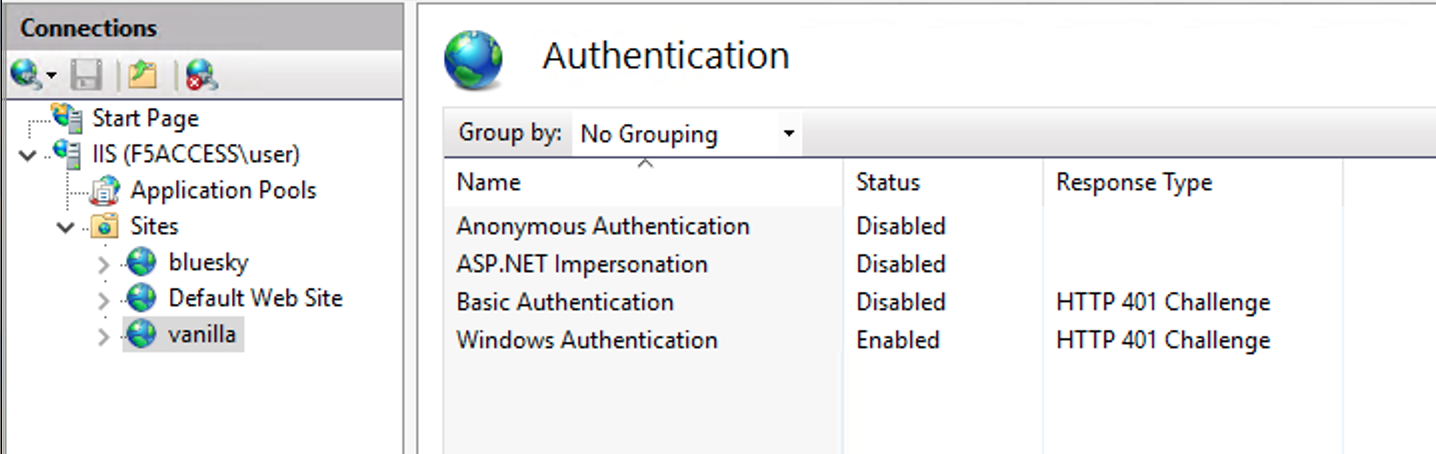 Connections
Start Page
IIS (F5ACCESS\user)
Application Pools
Sites
bluesky
Default Web Site
vanilla
Authentication
Group by: No Grouping
Name Status Response Type
Anonymous Authentication Disabled
ASP.NET Impersonation Disabled
Basic Authentication Disabled HTTP 401 Challenge
Windows Authentication Enabled HTTP 401 Challenge